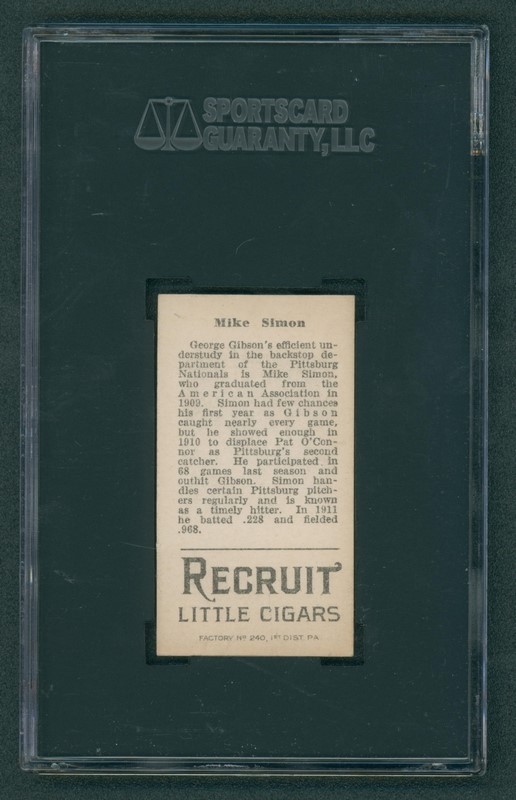 SPORTSCARD
GUARANTY, LLC
Mike Simon
George Gibson's efficient un-
derstudy in the backstop de-
partment of the Pittsburg
Nationals is Mike Simon,
who graduated from the
American Association in
1909. Simon had few chances
his first year as Gibson
caught nearly every game,
but he showed enough in
1910 to displace Pat O'Con-
nor as Pittsburg's second
catcher. He participated in
68 games last season and
outhit Gibson. Simon han-
dles certain Pittsburg pitch-
ers regularly and is known
as a timely hitter. In 1911
he batted .228 and fielded
.968.
RECRUIT
LITTLE CIGARS
FACTORY Nº 240, 1ST DIST. PA.